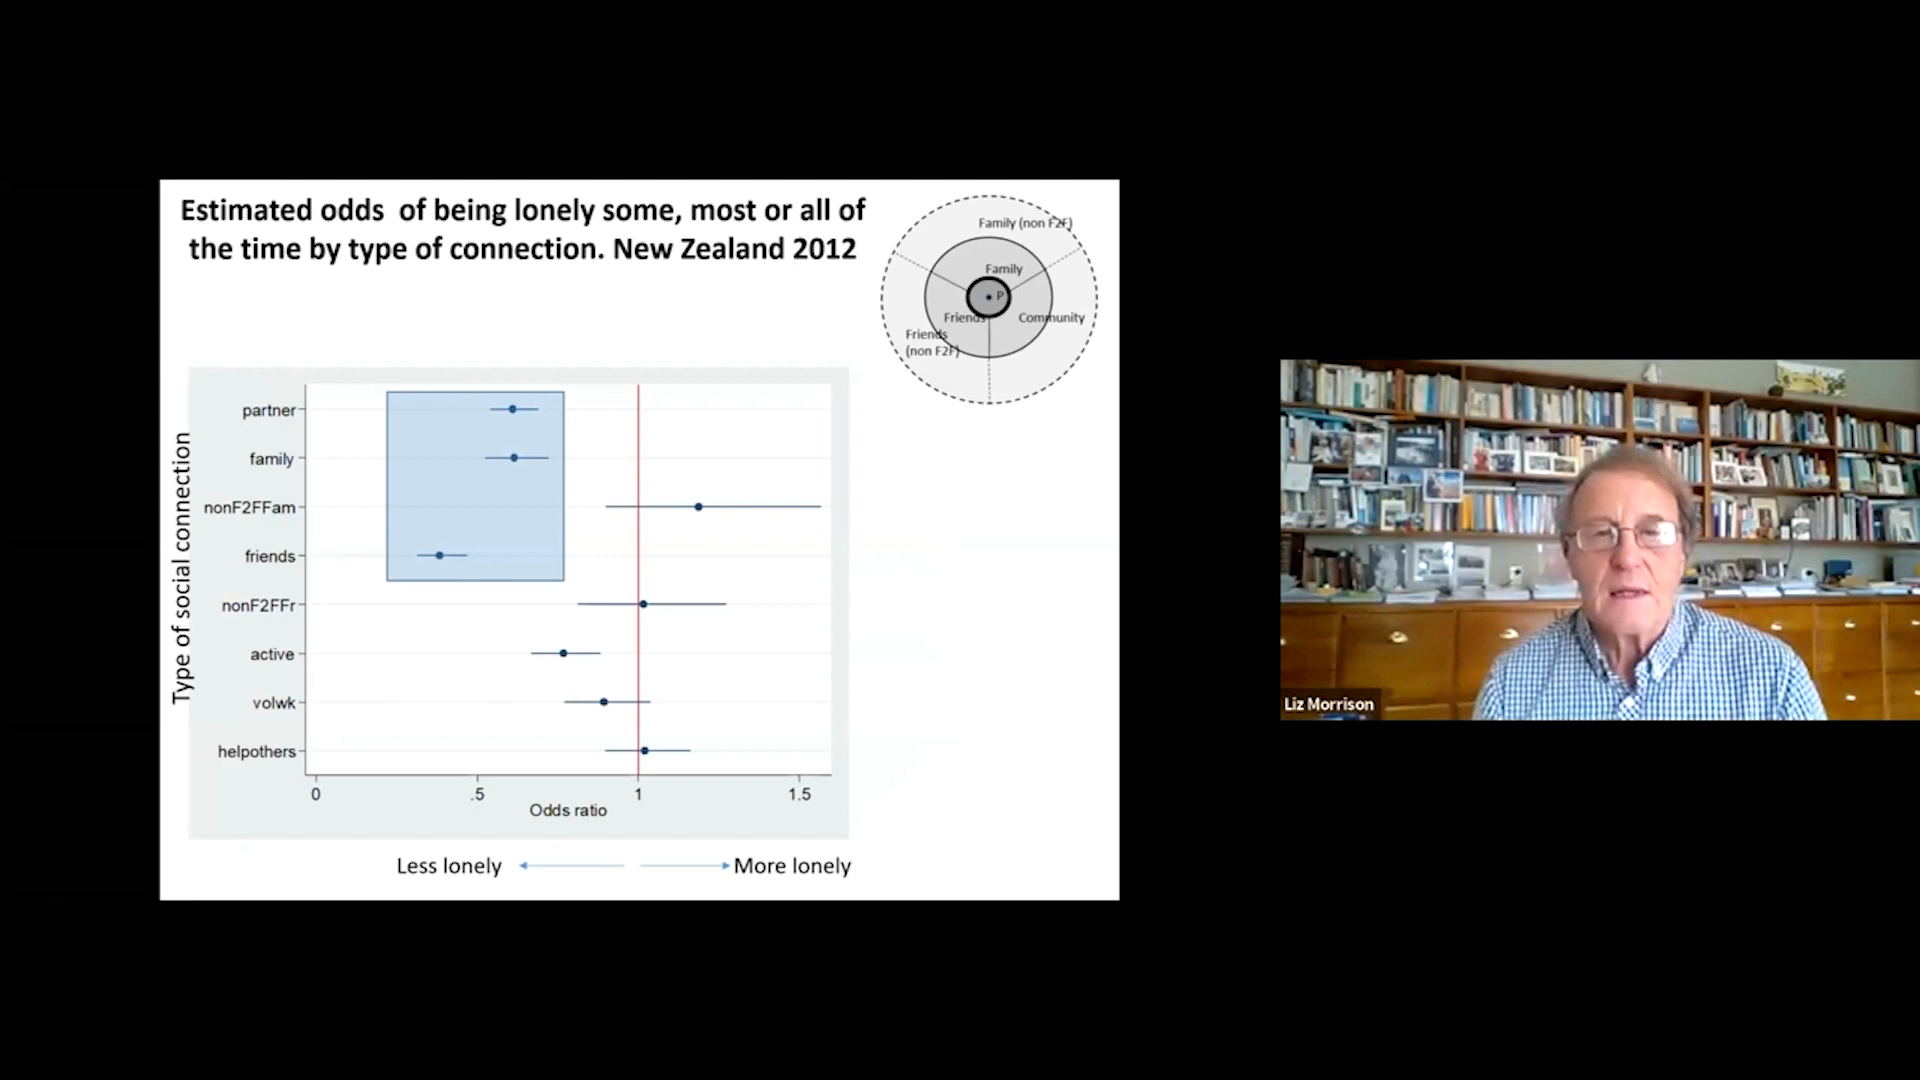 Estimated odds of being lonely some, most or all of
the time by type of connection. New Zealand 2012
Family (non F2F)
Family
P
Friends
Community
Friends
(non F2F)
Type of social connection
partner
family
nonF2FFam
friends
nonF2FFr
active
volwk
helpothers
0 .5 1 1.5
Odds ratio
Less lonely More lonely
Liz Morrison